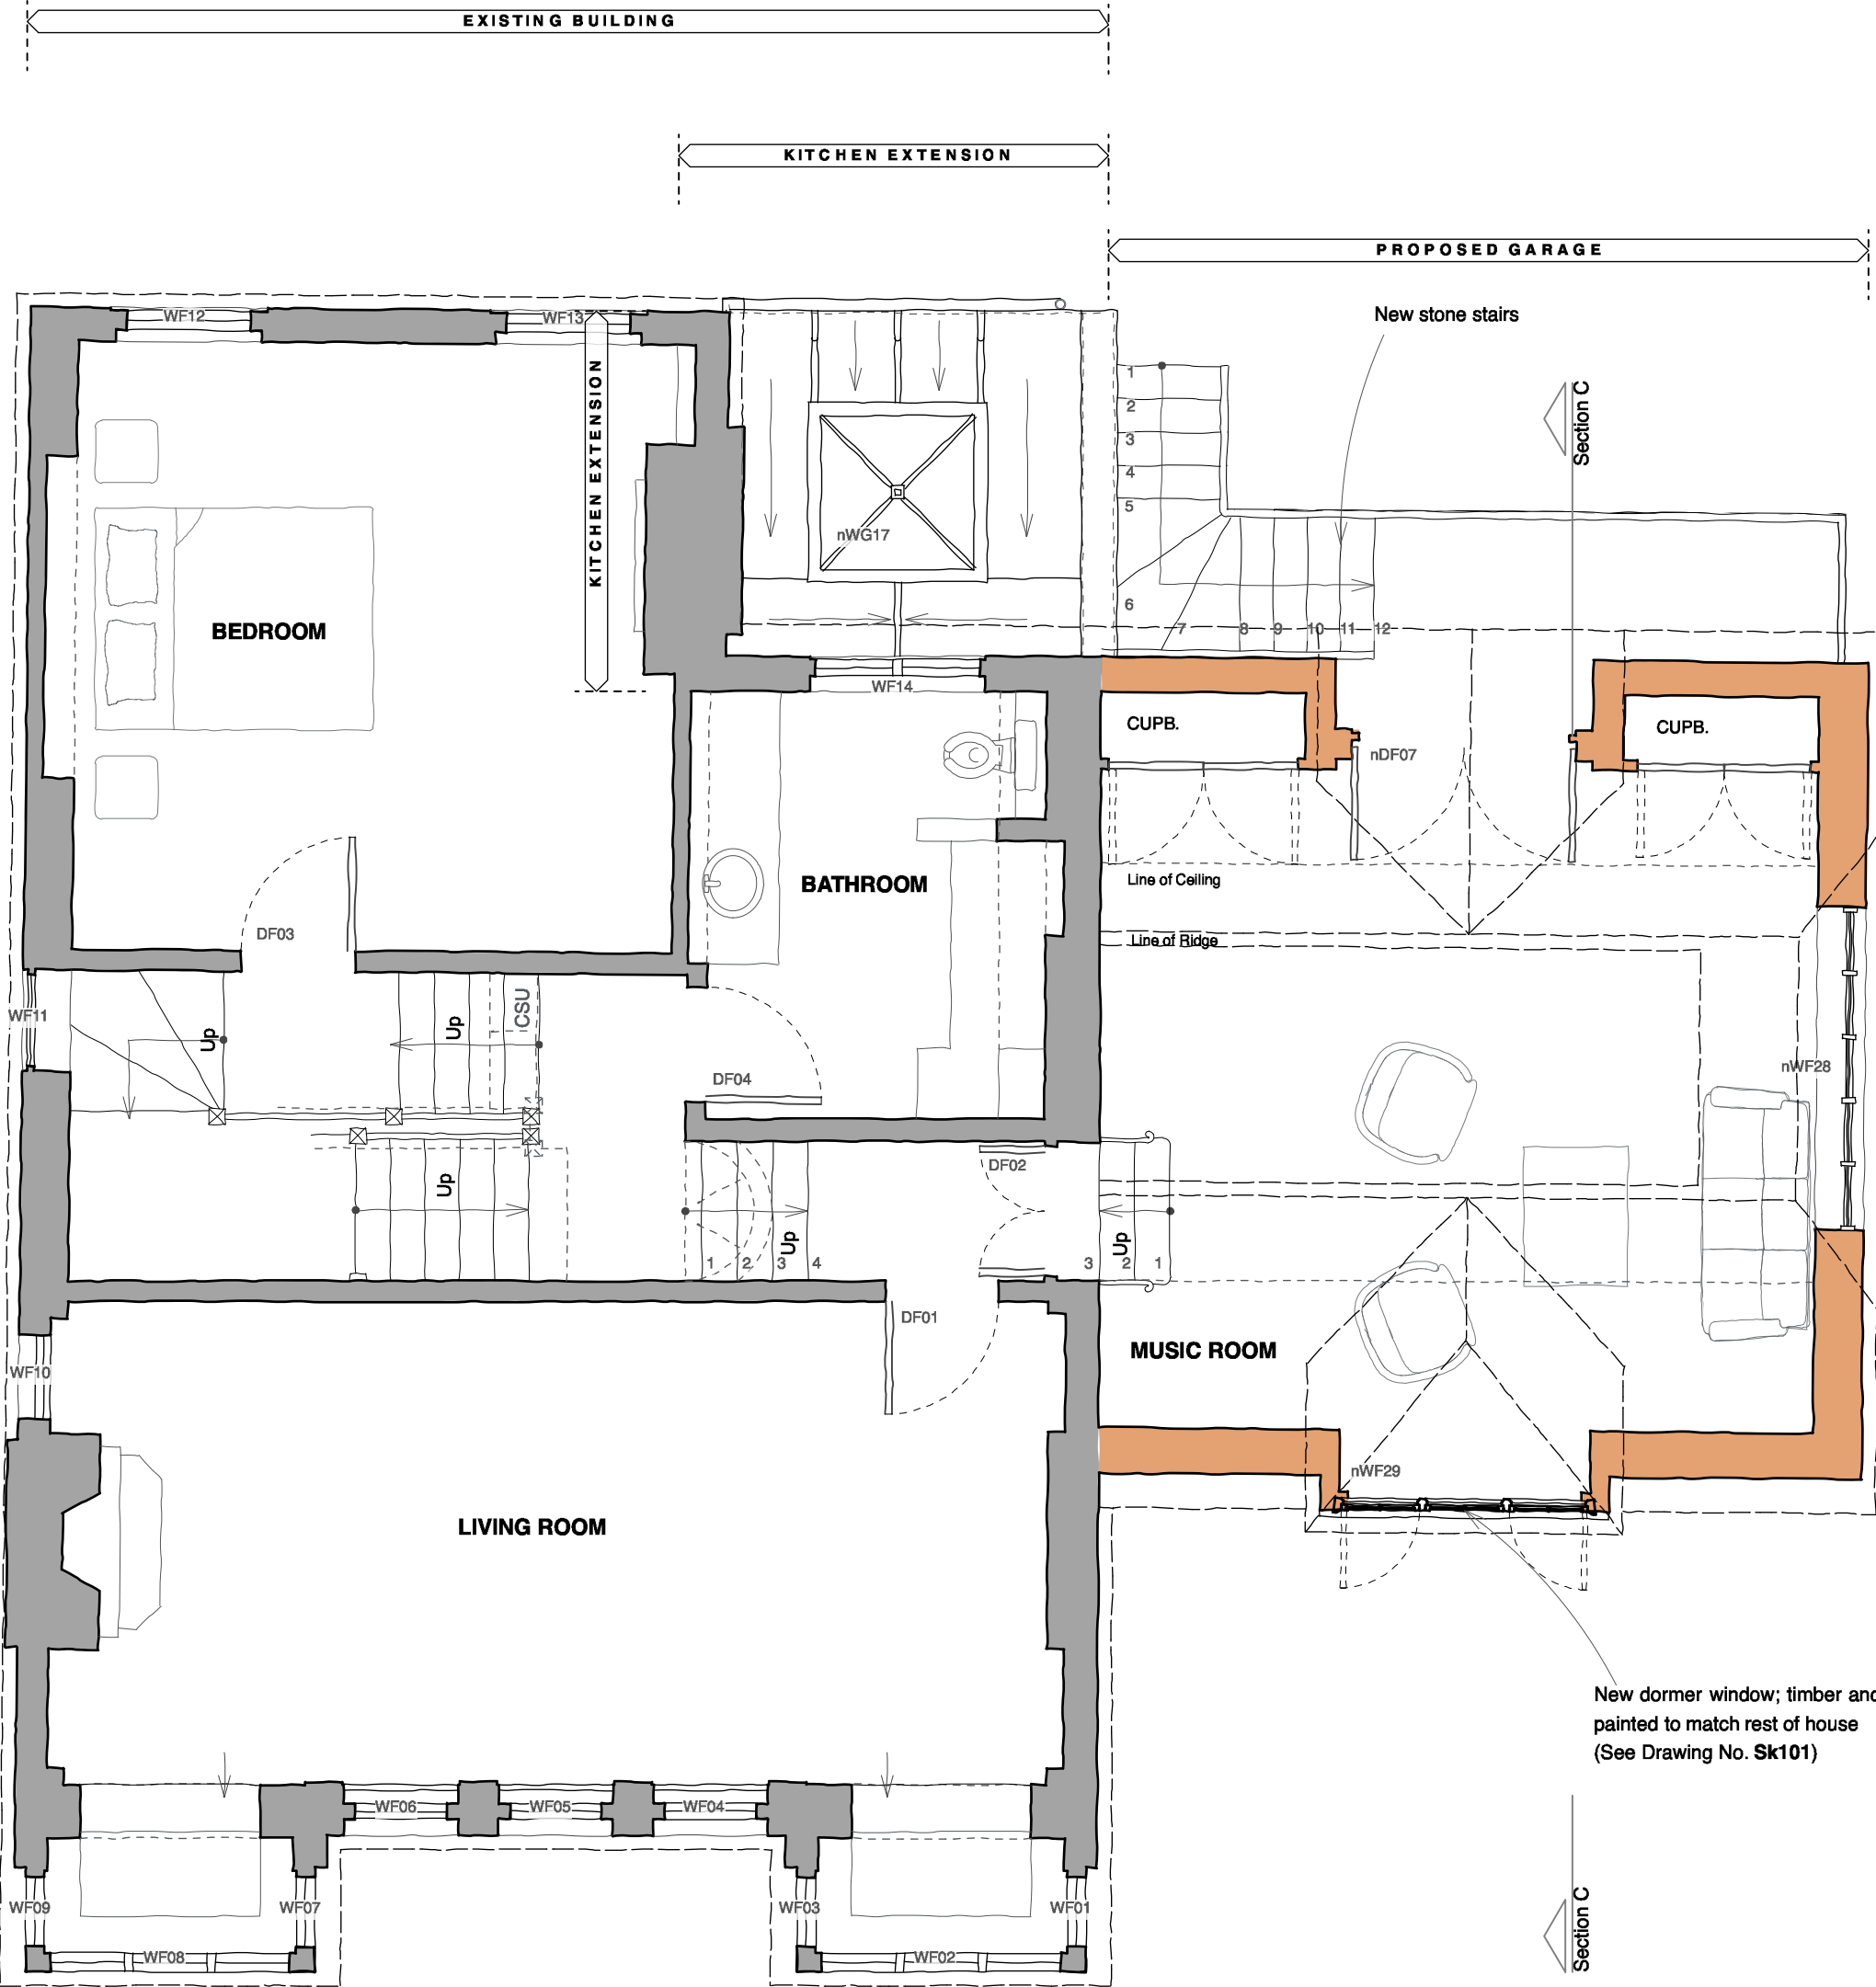 EXISTING BUILDING
KITCHEN EXTENSION
PROPOSED GARAGE
New stone stairs
WF12
WF13
KITCHEN EXTENSION
Section C
1
2
3
4
5
6
7
8
9
10
11
12
nWG17
BEDROOM
WF14
CUPB.
CUPB.
nDF07
BATHROOM
Line of Ceiling
DF03
Line of Ridge
WF11
Up
Up
CSU
DF04
nWF28
Up
DF02
Up
1
2
3
4
Up
3
2
1
DF01
WF10
MUSIC ROOM
nWF29
LIVING ROOM
New dormer window; timber and
painted to match rest of house
(See Drawing No. Sk101)
WF06
WF05
WF04
WF09
WF07
WF03
WF01
WF08
WF02
Section C